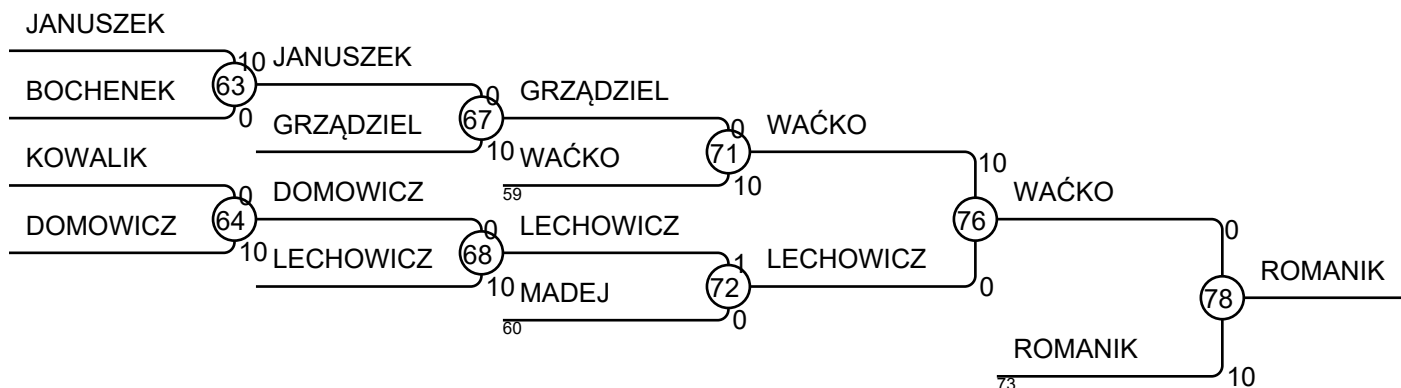 JANUSZEK
10 JANUSZEK
63
BOCHENEK
0 GRZĄDZIEL
0 GRZĄDZIEL
67
10 WAĆKO
59
0 WAĆKO
71
10
KOWALIK
0 DOMOWICZ
64
DOMOWICZ
10 LECHOWICZ
0 LECHOWICZ
68
10 MADEJ
60
1 LECHOWICZ
72
0
10 WAĆKO
76
0
0 ROMANIK
78
ROMANIK
73
10